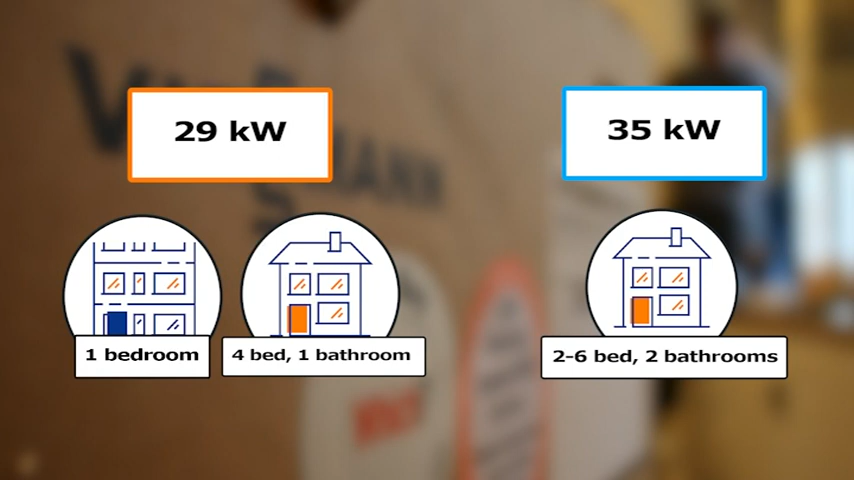 29 kW
35 kW
1 bedroom
4 bed, 1 bathroom
2-6 bed, 2 bathrooms